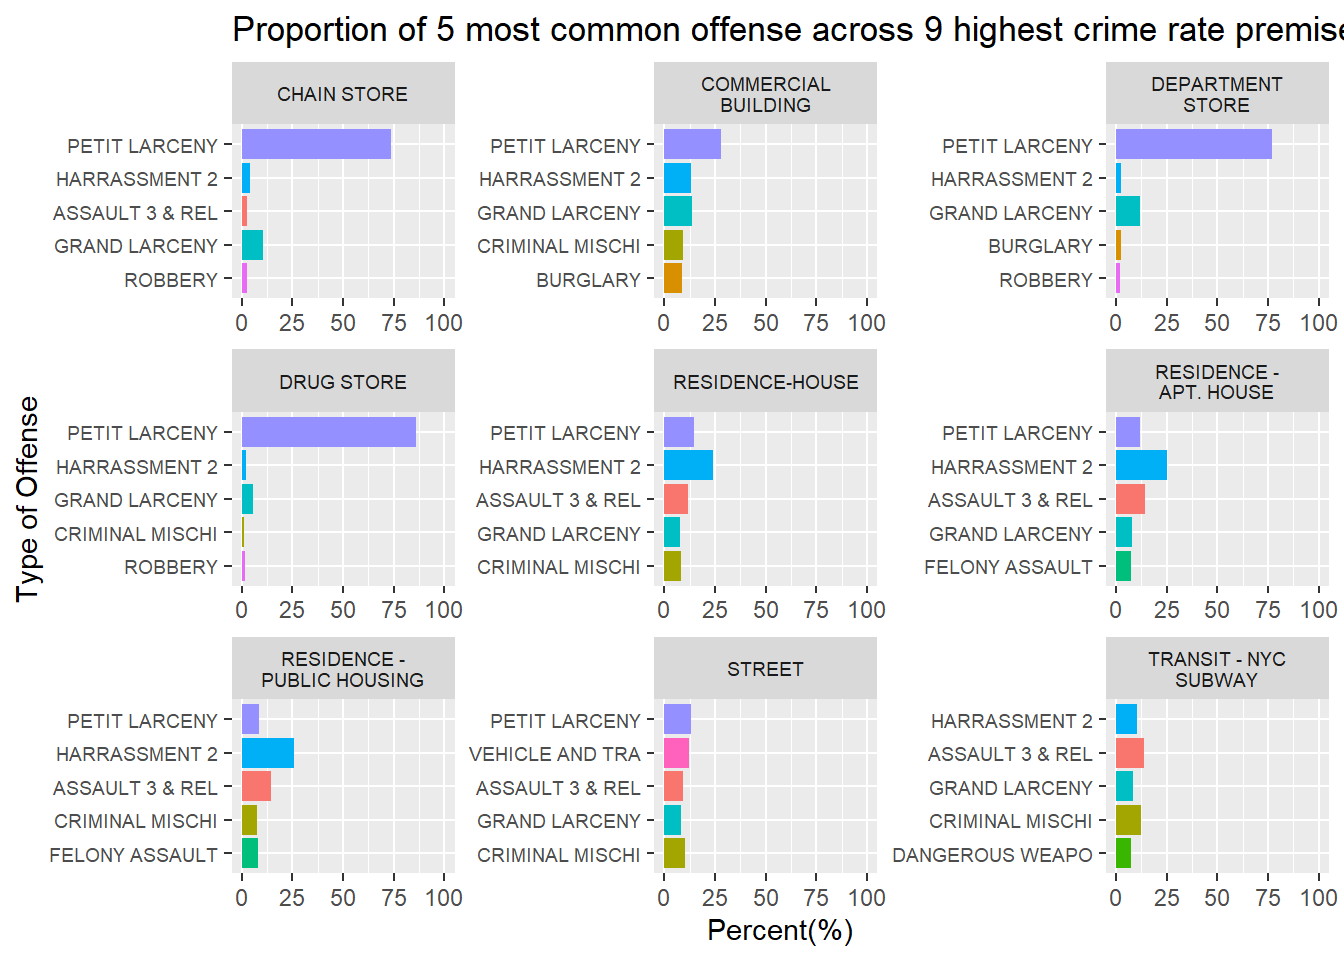 Proportion of 5 most common offense across 9 highest crime rate premise
CHAIN STORE
PETIT LARCENY
HARRASSMENT 2
ASSAULT 3 & REL
GRAND LARCENY
ROBBERY
0 25 50 75 100
COMMERCIAL
BUILDING
PETIT LARCENY
HARRASSMENT 2
GRAND LARCENY
CRIMINAL MISCHI
BURGLARY
0 25 50 75 100
DEPARTMENT
STORE
PETIT LARCENY
HARRASSMENT 2
GRAND LARCENY
BURGLARY
ROBBERY
0 25 50 75 100
Type of Offense
DRUG STORE
PETIT LARCENY
HARRASSMENT 2
GRAND LARCENY
CRIMINAL MISCHI
ROBBERY
0 25 50 75 100
RESIDENCE-HOUSE
PETIT LARCENY
HARRASSMENT 2
ASSAULT 3 & REL
GRAND LARCENY
CRIMINAL MISCHI
0 25 50 75 100
RESIDENCE -
APT. HOUSE
PETIT LARCENY
HARRASSMENT 2
ASSAULT 3 & REL
GRAND LARCENY
FELONY ASSAULT
0 25 50 75 100
RESIDENCE -
PUBLIC HOUSING
PETIT LARCENY
HARRASSMENT 2
ASSAULT 3 & REL
CRIMINAL MISCHI
FELONY ASSAULT
0 25 50 75 100
STREET
PETIT LARCENY
VEHICLE AND TRA
ASSAULT 3 & REL
GRAND LARCENY
CRIMINAL MISCHI
0 25 50 75 100
TRANSIT - NYC
SUBWAY
HARRASSMENT 2
ASSAULT 3 & REL
GRAND LARCENY
CRIMINAL MISCHI
DANGEROUS WEAPO
0 25 50 75 100
Percent(%)